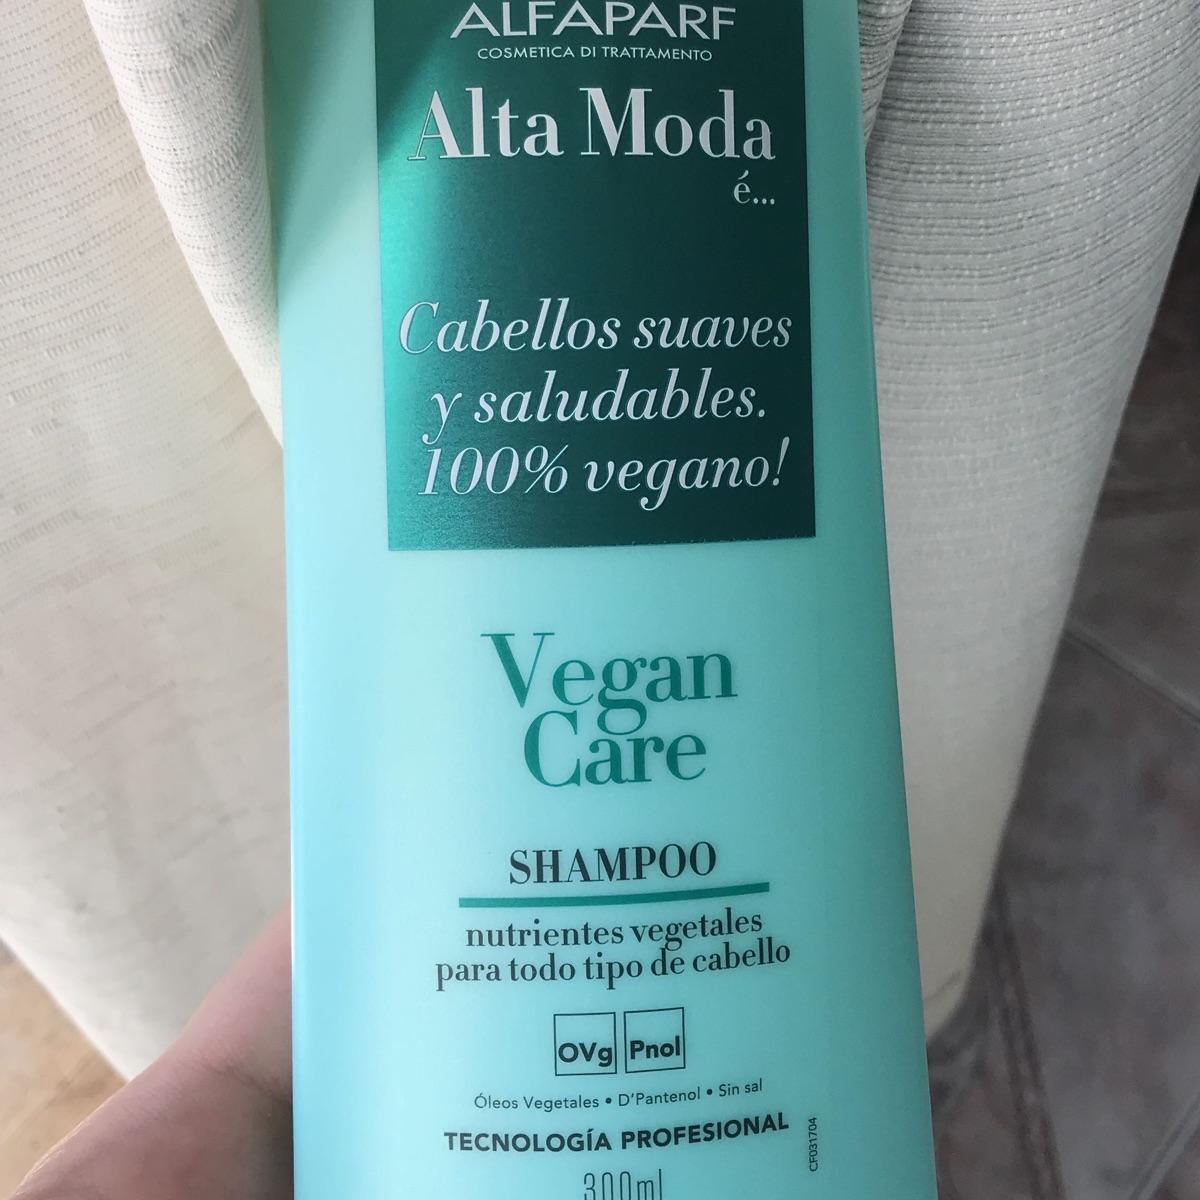 ALFAPARF
COSMETICA DI TRATTAMENTO
Alta Moda
é...
Cabellos suaves
y saludables.
100% vegano!
Vegan
Care
SHAMPOO
nutrientes vegetales
para todo tipo de cabello
OVg Pnol
Óleos Vegetales • D'Pantenol • Sin sal
TECNOLOGÍA PROFESIONAL
CF031704
300ml